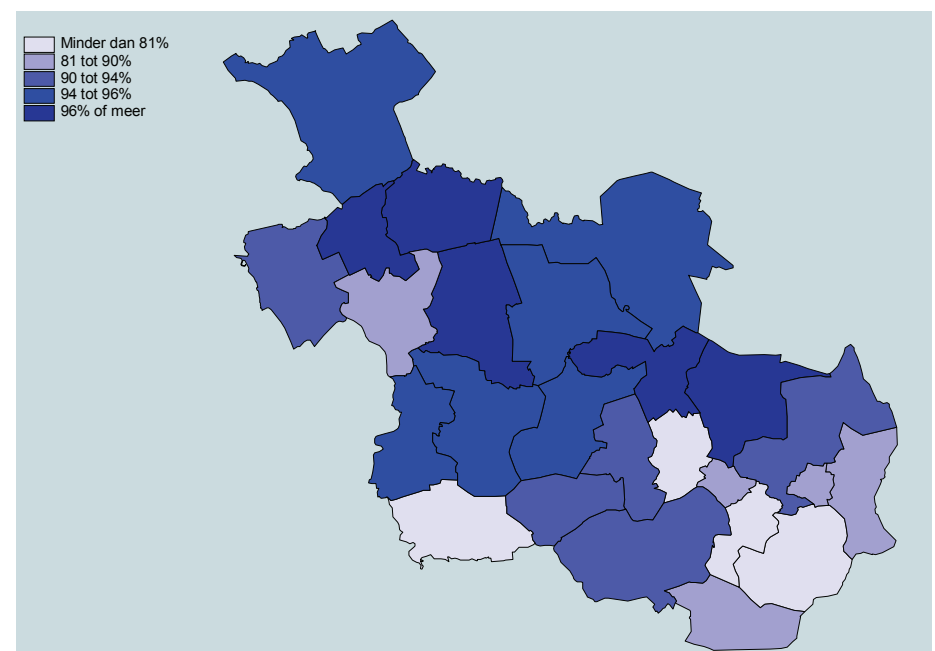 Minder dan 81%
81 tot 90%
90 tot 94%
94 tot 96%
96% of meer